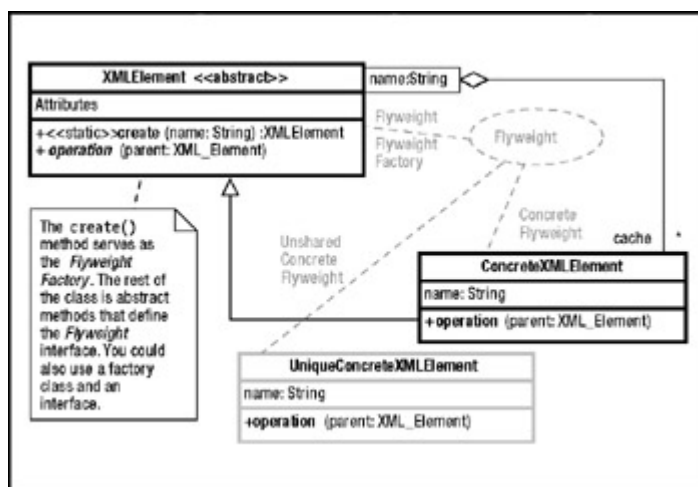 XMLElement <<abstract>>
Attributes
+<<static>>create (name: String) :XMLElement
+ operation (parent: XML_Element)
name:String
Flyweight
Flyweight
Factory
Flyweight
The create()
method serves as
the Flyweight
Factory. The rest of
the class is abstract
methods that define
the Flyweight
interface. You could
also use a factory
class and an
interface.
Unshared
Concrete
Flyweight
Concrete
Flyweight
cache
*
ConcreteXMLElement
name: String
+operation (parent: XML_Element)
UniqueConcreteXMLElement
name: String
+operation (parent: XML_Element)